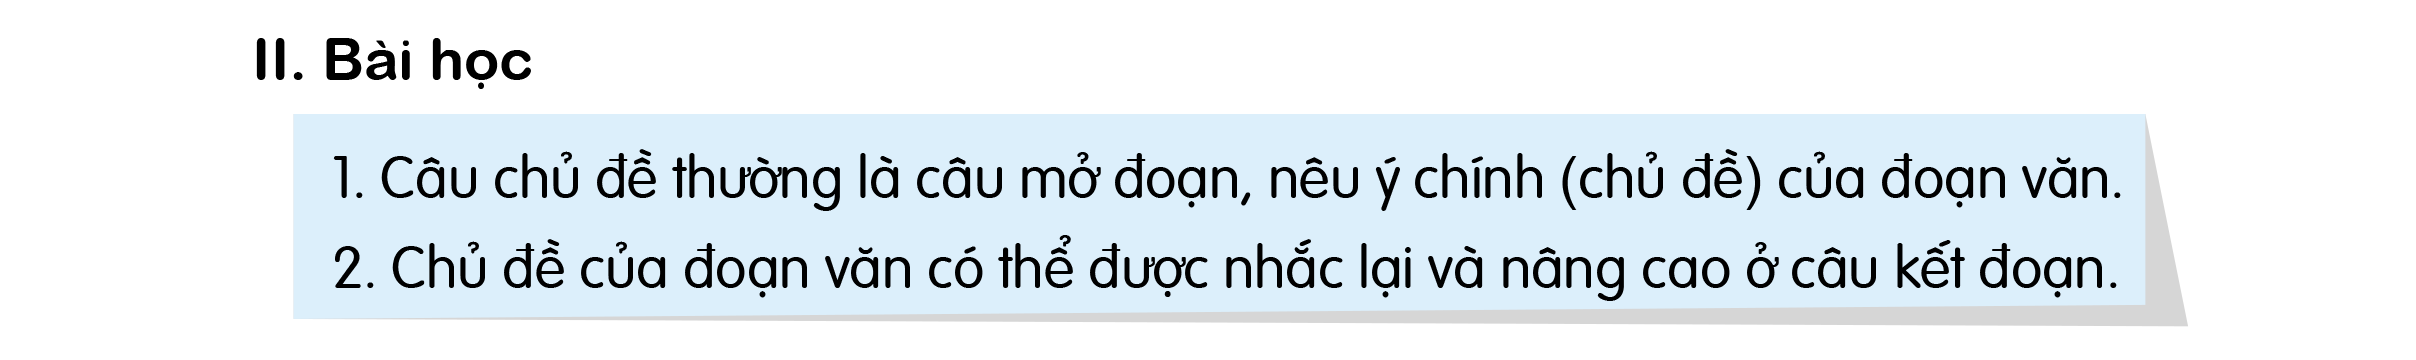 II. Bài học
1. Câu chủ đề thường là câu mở đoạn, nêu ý chính (chủ đề) của đoạn văn.
2. Chủ đề của đoạn văn có thể được nhắc lại và nâng cao ở câu kết đoạn.